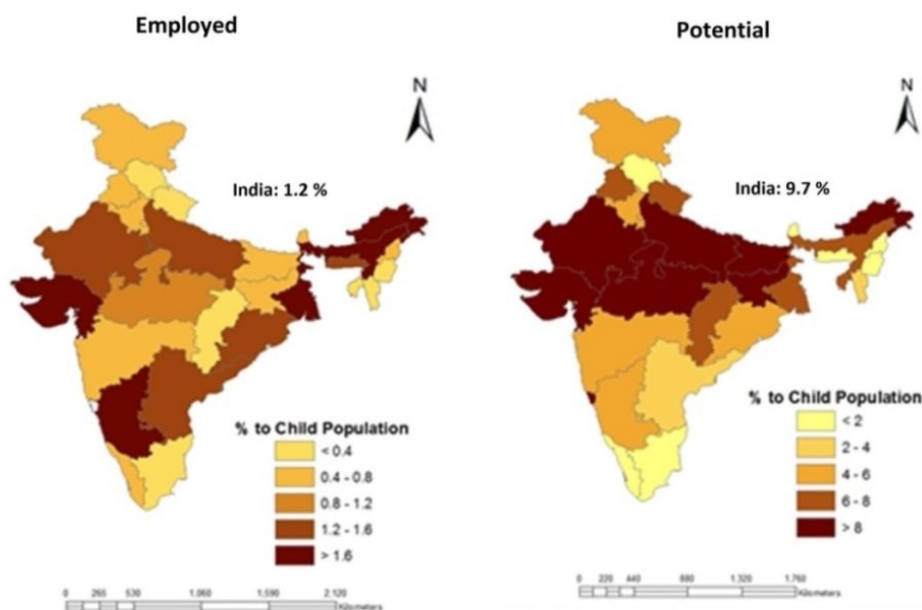 Employed
Potential
N
N
India: 1.2 %
India: 9.7 %
% to Child Population
< 0.4
0.4 - 0.8
0.8 - 1.2
1.2 - 1.6
> 1.6
% to Child Population
< 2
2 - 4
4 - 6
6 - 8
> 8
0 265 530 1,060 1,590 2,120
Kilometers
0 220 440 880 1,320 1,760
Kilometers